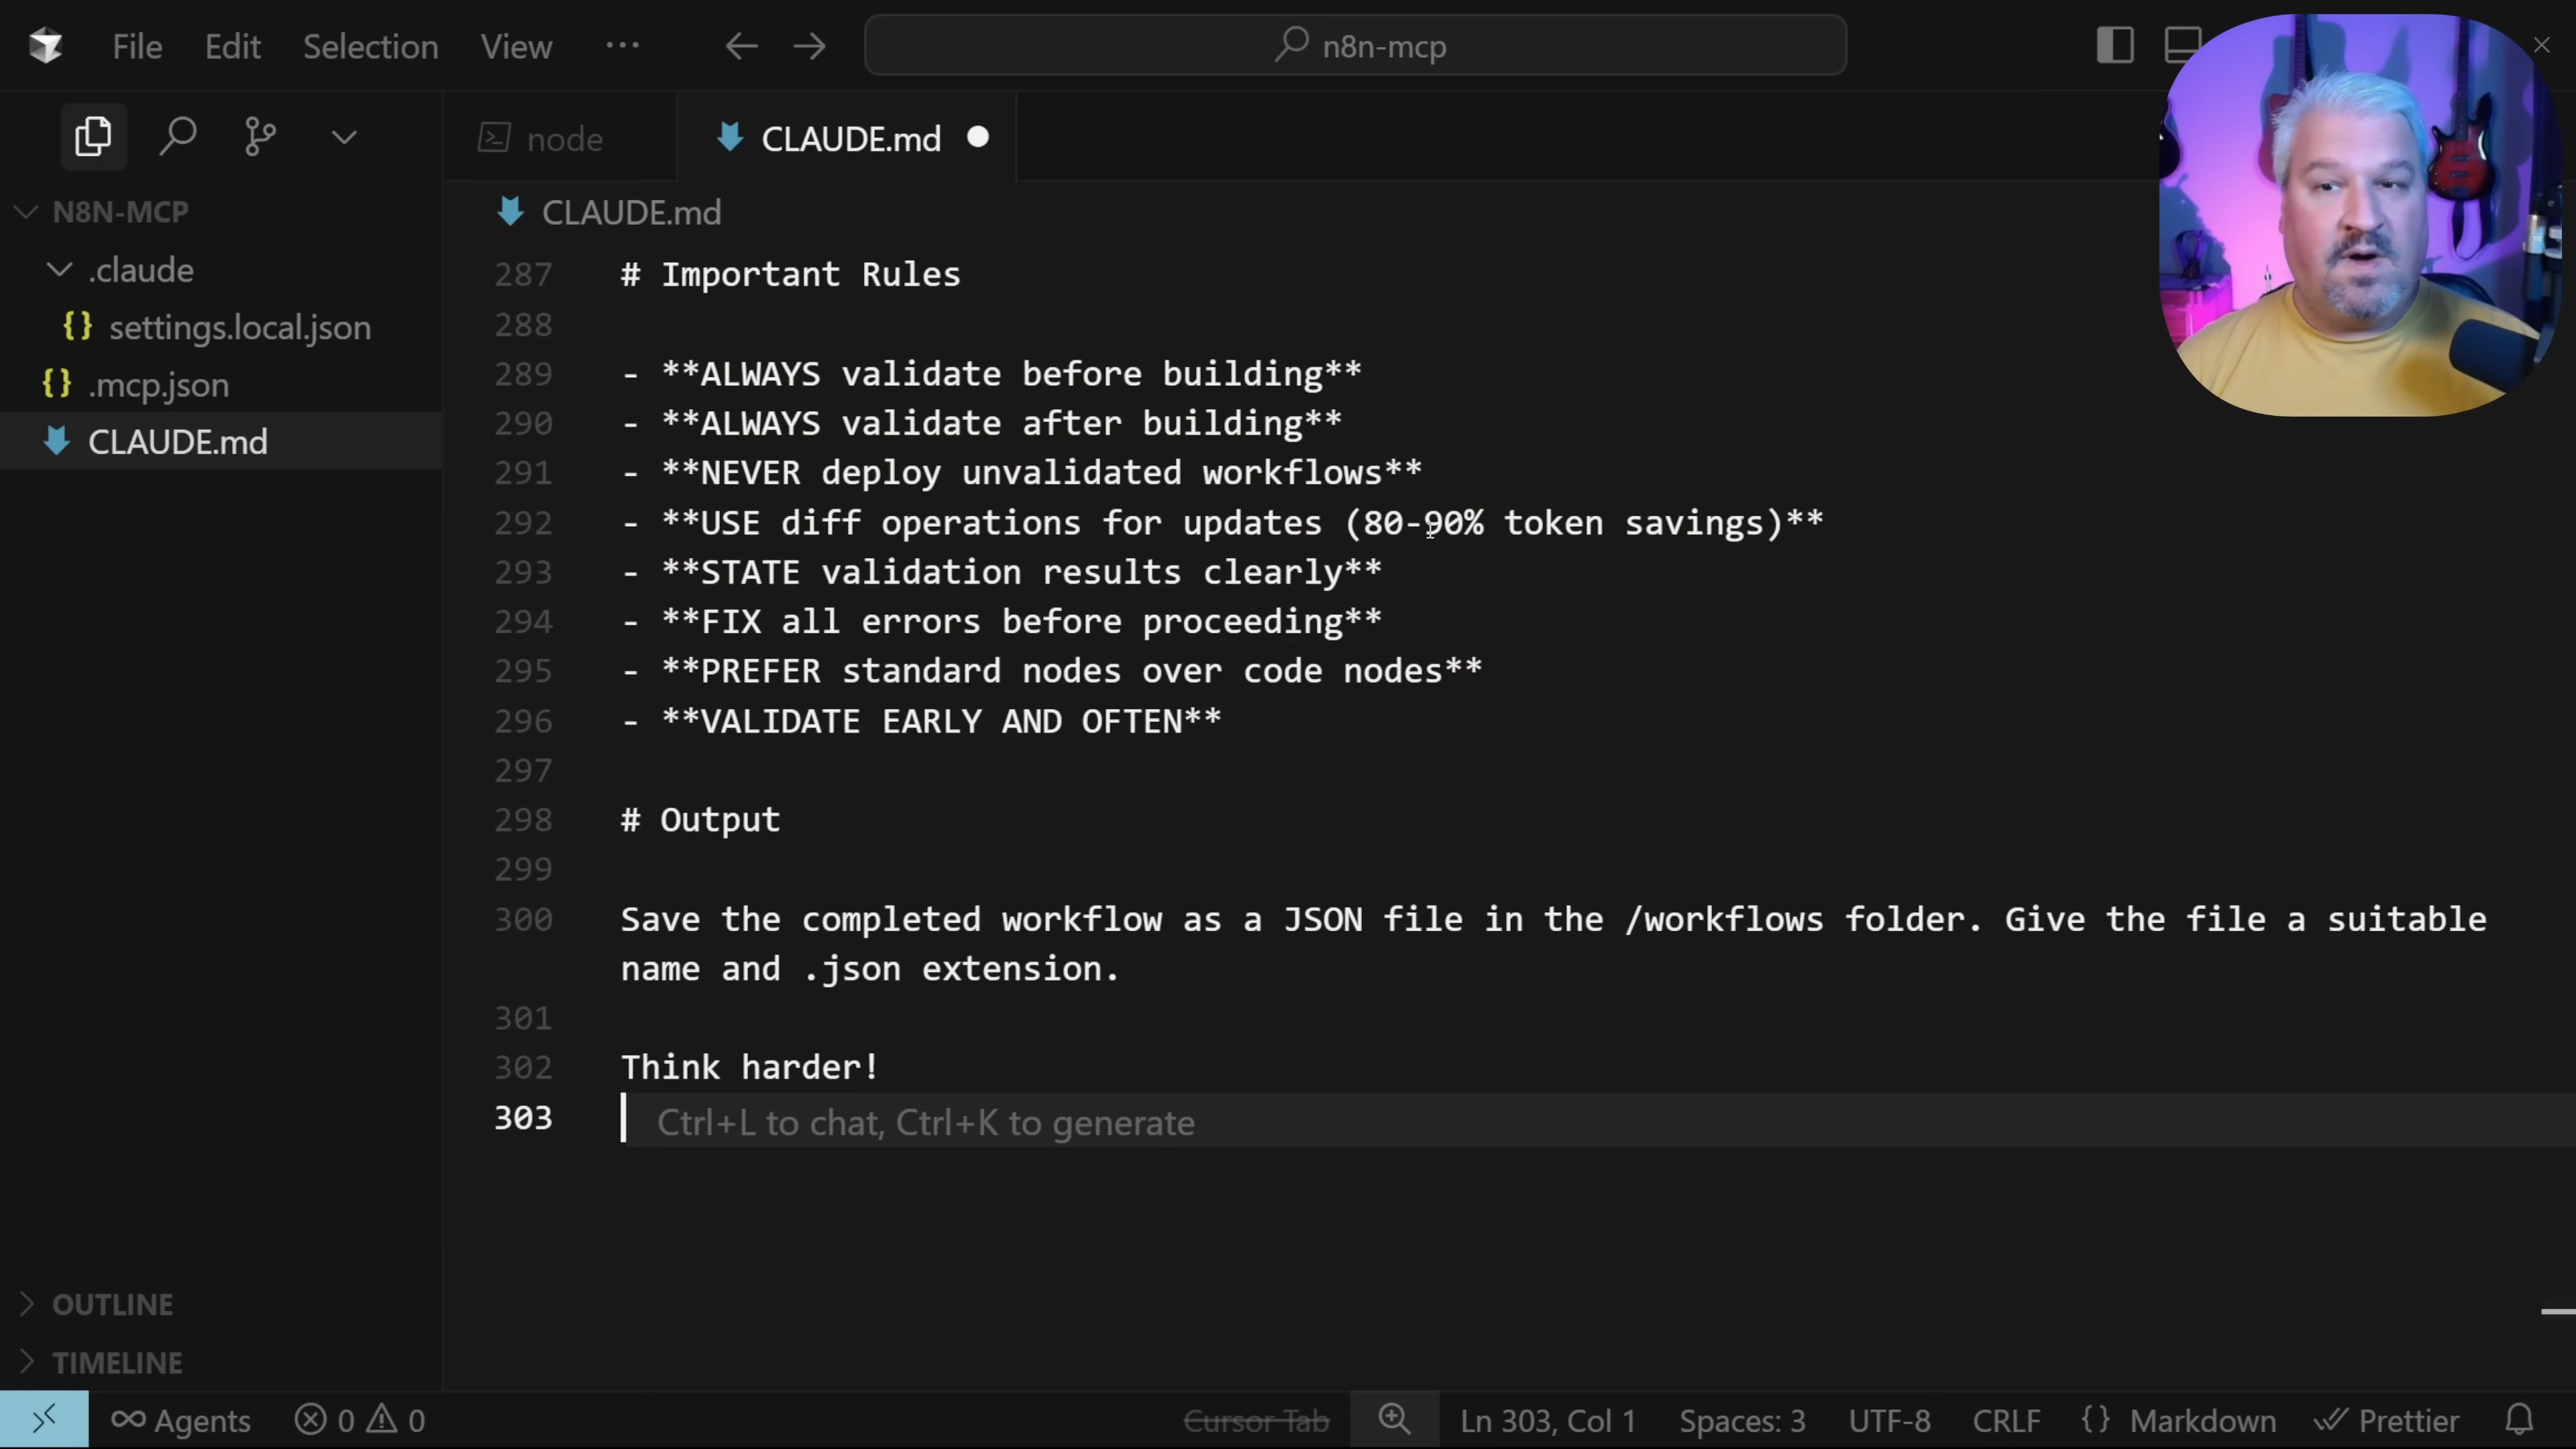 File Edit Selection View ··· n8n-mcp
node CLAUDE.md
N8N-MCP
.claude
settings.local.json
.mcp.json
CLAUDE.md
CLAUDE.md
287 # Important Rules
288
289 - **ALWAYS validate before building**
290 - **ALWAYS validate after building**
291 - **NEVER deploy unvalidated workflows**
292 - **USE diff operations for updates (80-90% token savings)**
293 - **STATE validation results clearly**
294 - **FIX all errors before proceeding**
295 - **PREFER standard nodes over code nodes**
296 - **VALIDATE EARLY AND OFTEN**
297
298 # Output
299
300 Save the completed workflow as a JSON file in the /workflows folder. Give the file a suitable
name and .json extension.
301
302 Think harder!
303 Ctrl+L to chat, Ctrl+K to generate
OUTLINE
TIMELINE
Agents 0 0 Cursor Tab Ln 303, Col 1 Spaces: 3 UTF-8 CRLF {} Markdown Prettier